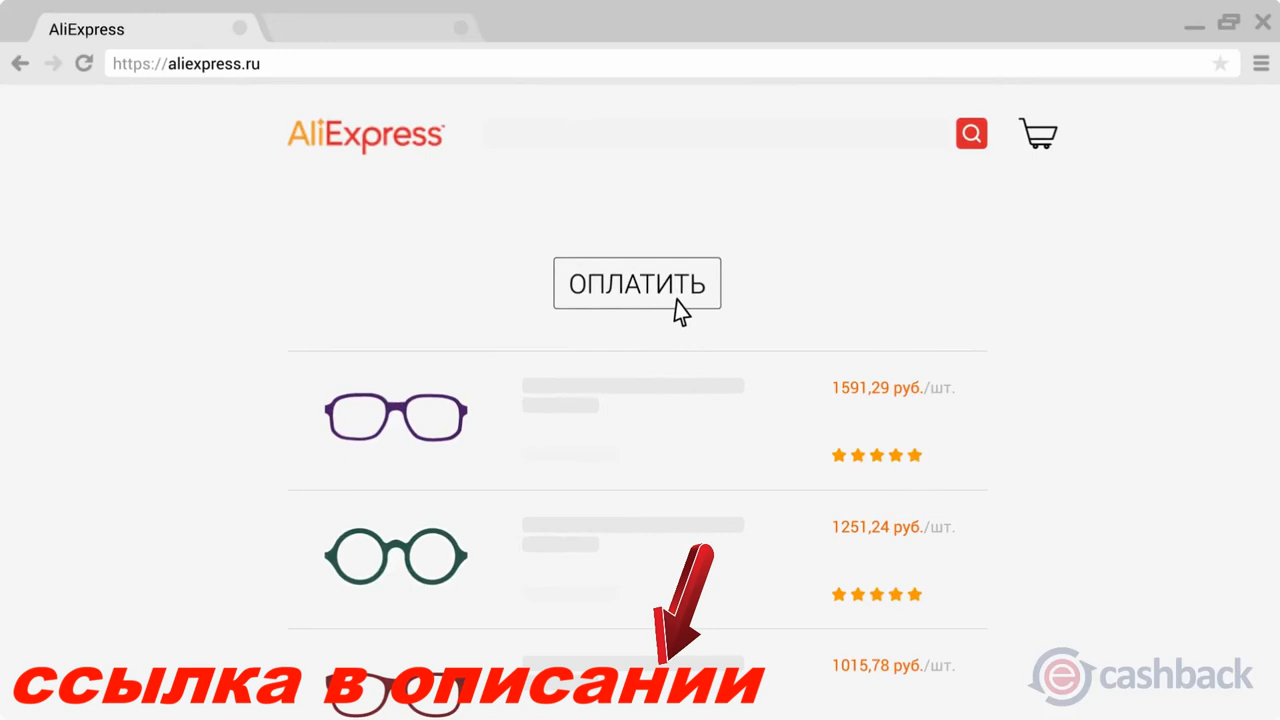 AliExpress
https://aliexpress.ru
AliExpress™
ОПЛАТИТЬ
1591,29 руб./шт.
1251,24 руб./шт.
1015,78 руб./шт.
ссылка в описании
e cashback